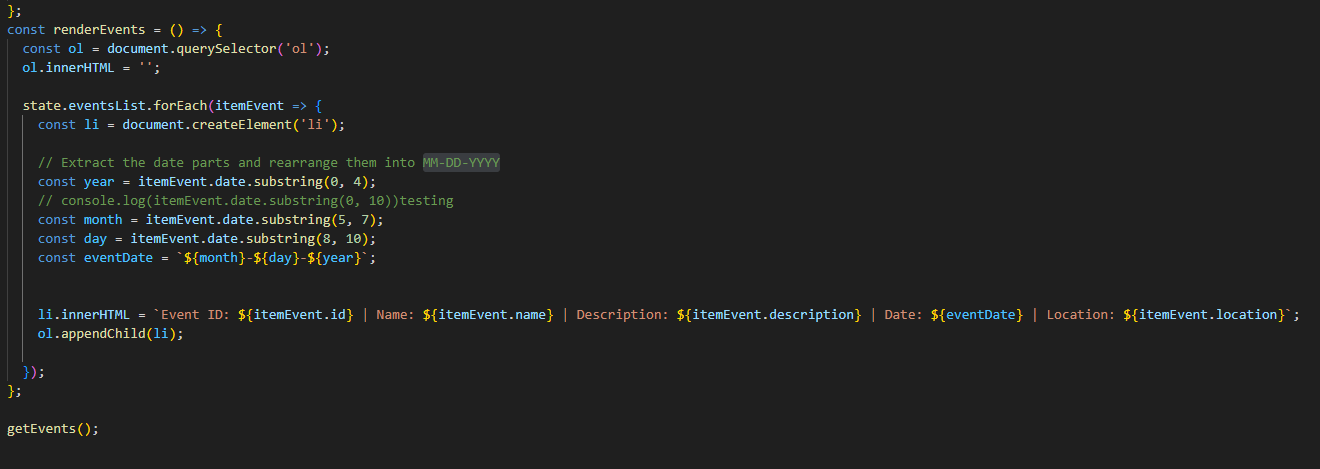 };
const renderEvents = () => {
  const ol = document.querySelector('ol');
  ol.innerHTML = '';
  state.eventsList.forEach(itemEvent => {
    const li = document.createElement('li');
    // Extract the date parts and rearrange them into MM-DD-YYYY
    const year = itemEvent.date.substring(0, 4);
    // console.log(itemEvent.date.substring(0, 10))testing
    const month = itemEvent.date.substring(5, 7);
    const day = itemEvent.date.substring(8, 10);
    const eventDate = `${month}-${day}-${year}`;
    li.innerHTML = `Event ID: ${itemEvent.id} | Name: ${itemEvent.name} | Description: ${itemEvent.description} | Date: ${eventDate} | Location: ${itemEvent.location}`;
    ol.appendChild(li);
  });
};
getEvents();